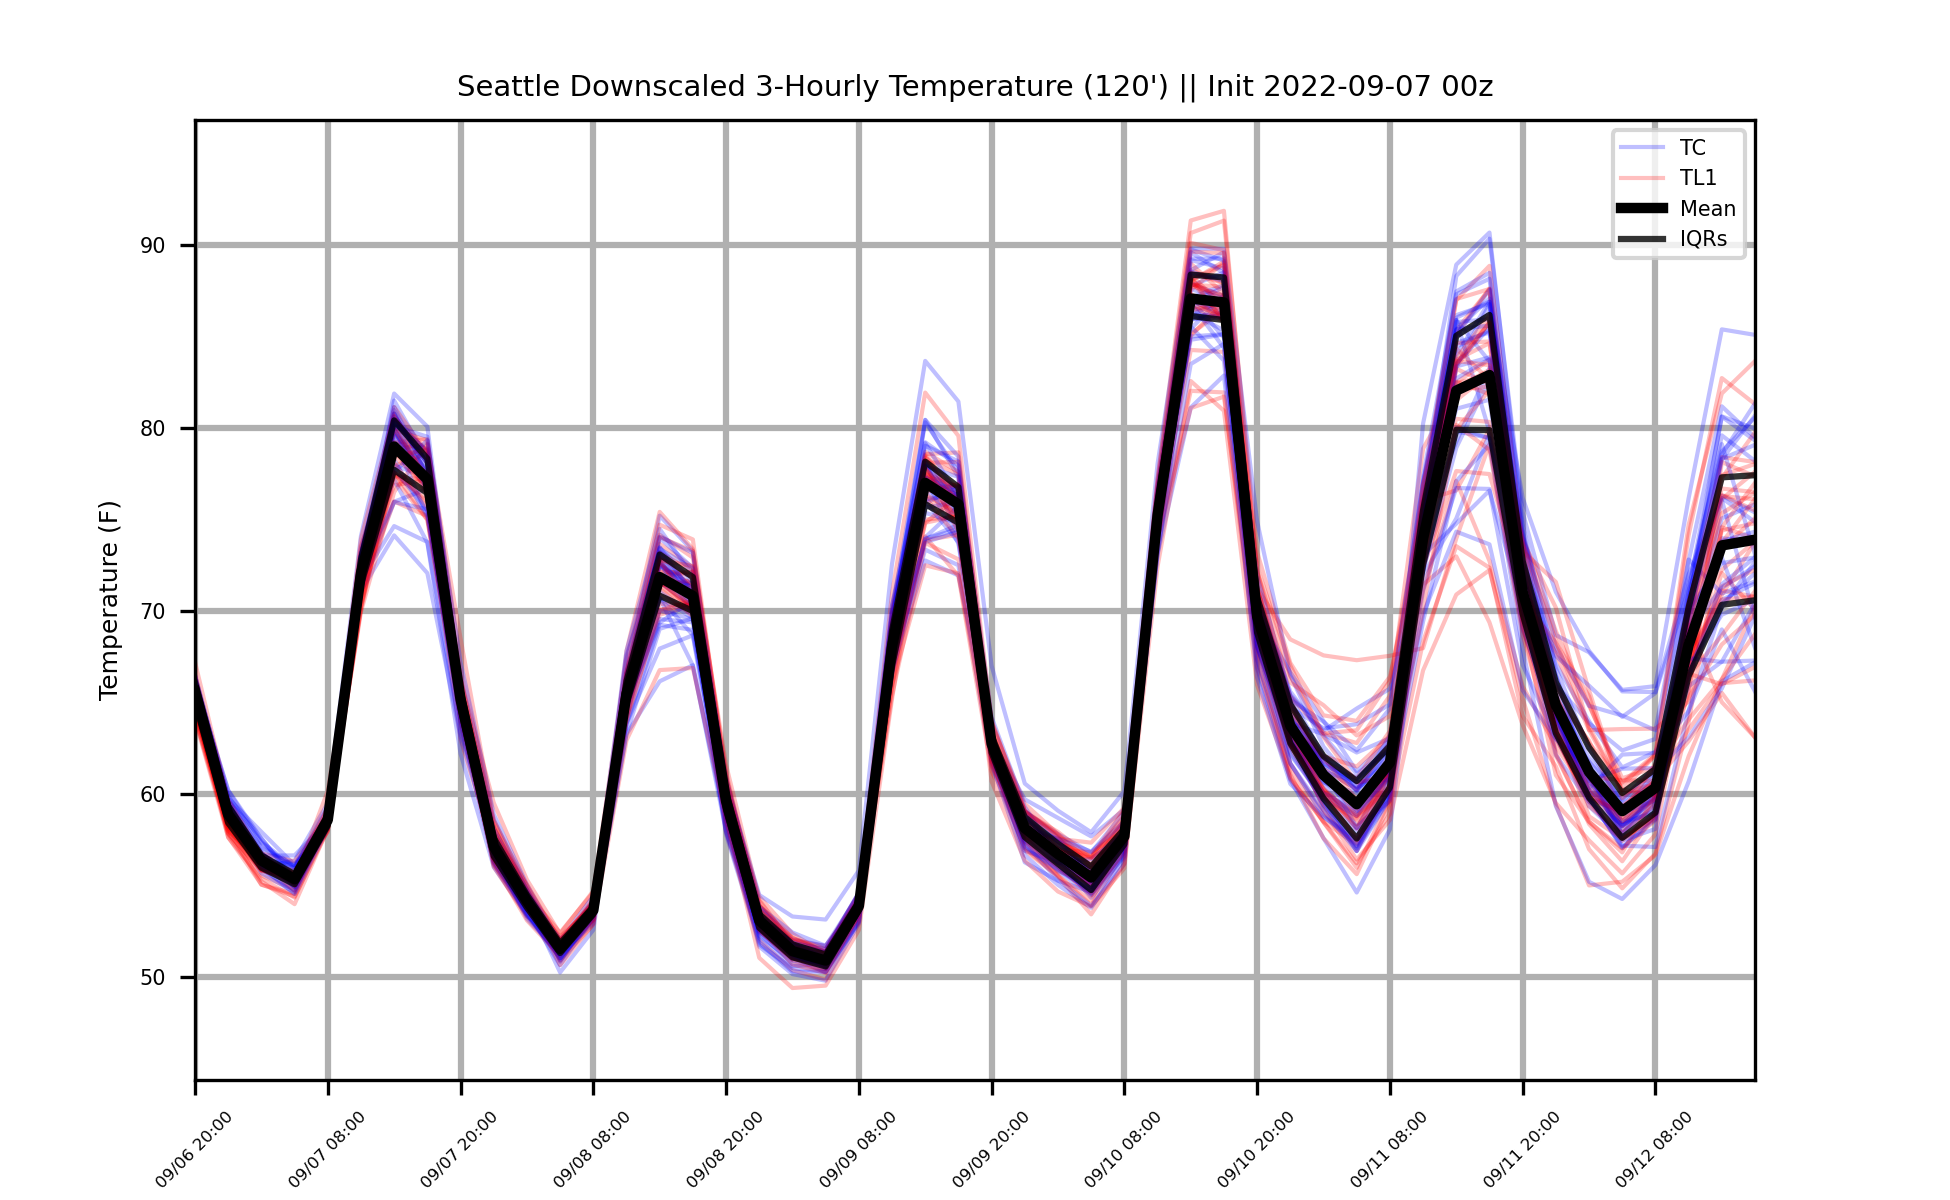 Seattle Downscaled 3-Hourly Temperature (120') || Init 2022-09-07 00z
TC
TL1
Mean
IQRs
Temperature (F)
90
80
70
60
50
09/06 20:00
09/07 08:00
09/07 20:00
09/08 08:00
09/08 20:00
09/09 08:00
09/09 20:00
09/10 08:00
09/10 20:00
09/11 08:00
09/11 20:00
09/12 08:00